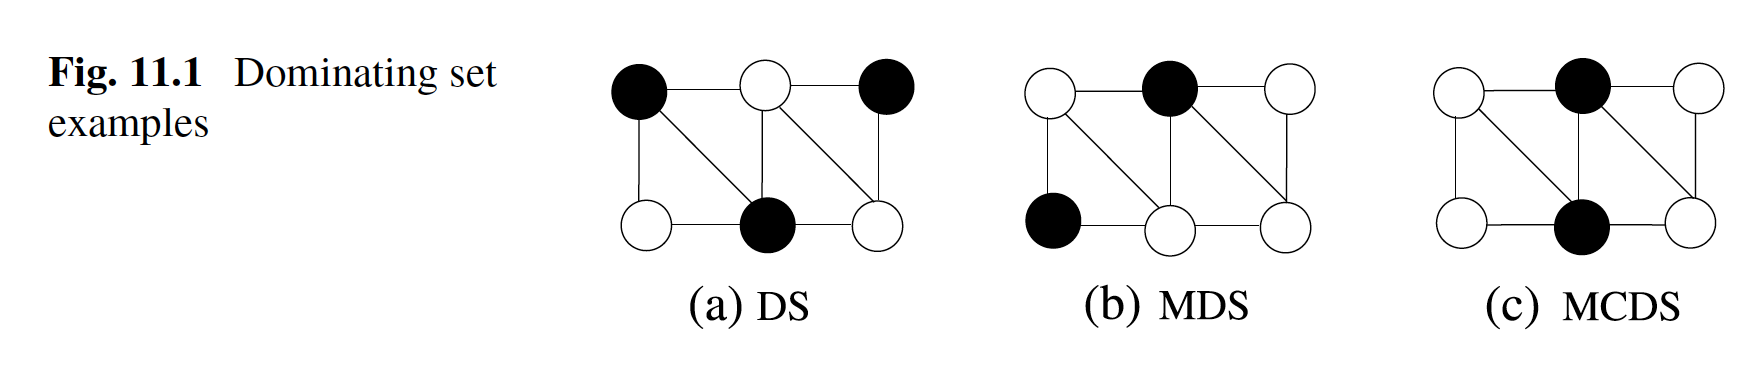 Fig. 11.1 Dominating set
examples
(a) DS
(b) MDS
(c) MCDS